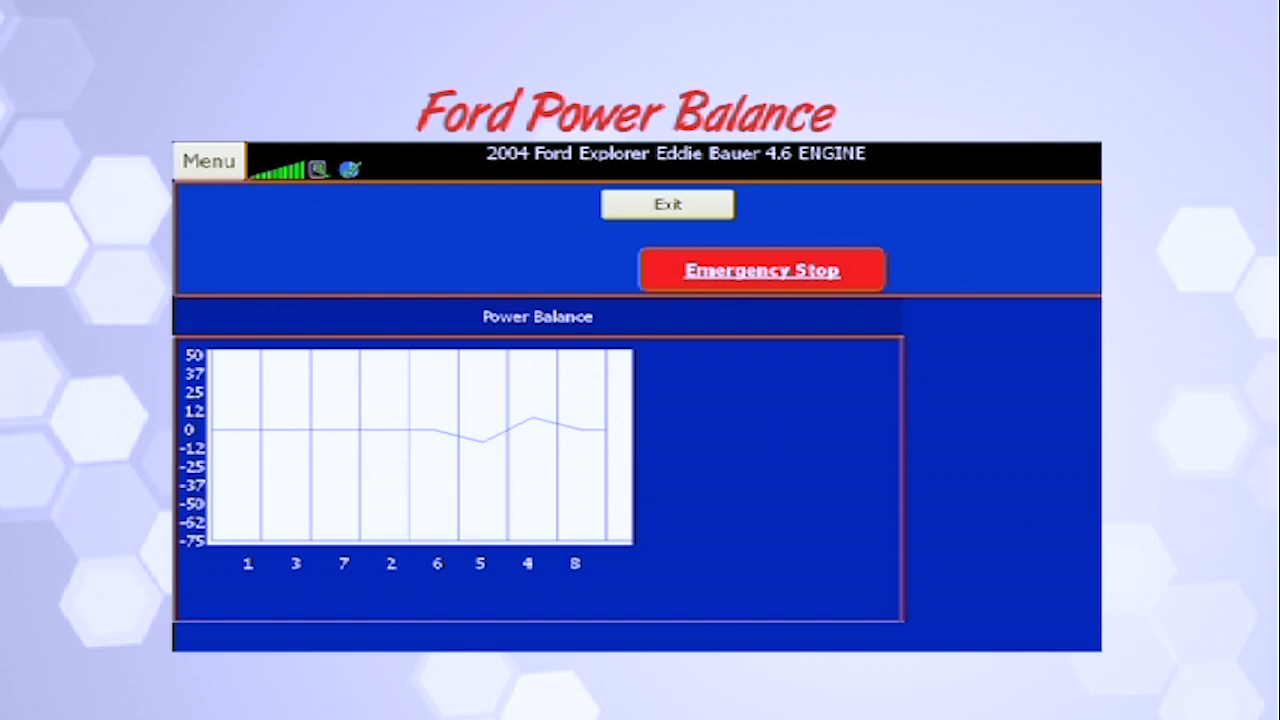 Ford Power Balance
Menu
2004 Ford Explorer Eddie Bauer 4.6 ENGINE
Exit
Emergency Stop
Power Balance
50
37
25
12
0
-12
-25
-37
-50
-62
-75
1 3 7 2 6 5 4 8